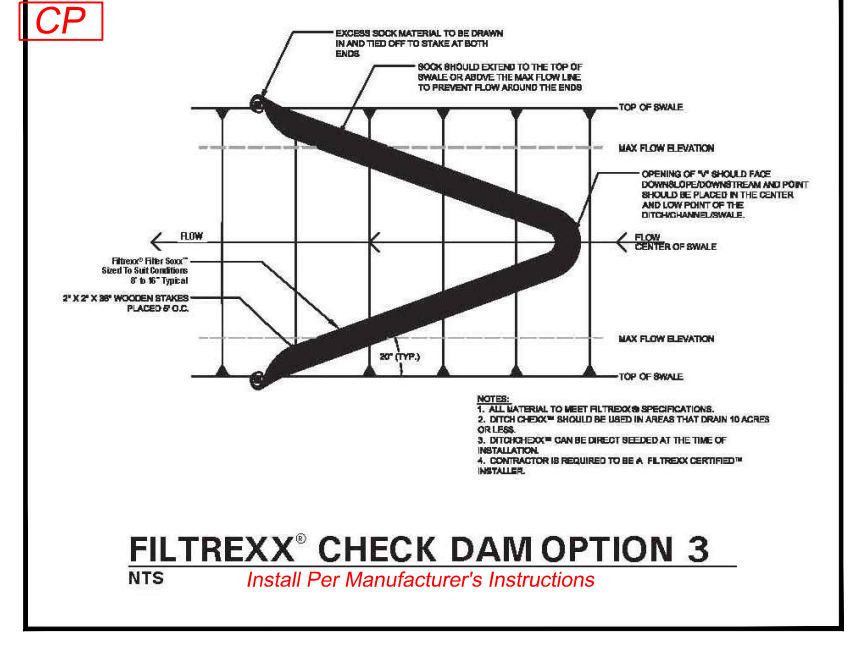 CP
EXCESS SOCK MATERIAL TO BE DRAWN
IN AND TIED OFF TO STAKE AT BOTH
ENDS
SOCK SHOULD EXTEND TO THE TOP OF
SWALE OR ABOVE THE MAX FLOW LINE
TO PREVENT FLOW AROUND THE ENDS
TOP OF SWALE
MAX FLOW ELEVATION
OPENING OF "V" SHOULD FACE
DOWNSLOPE/DOWNSTREAM AND POINT
SHOULD BE PLACED IN THE CENTER
AND LOW POINT OF THE
DITCH/CHANNEL/SWALE.
FLOW
FLOW
CENTER OF SWALE
Filtrexx® Filter Soxx™
Sized To Suit Conditions
8" to 16" Typical
2" X 2" X 36" WOODEN STAKES
PLACED 5' O.C.
MAX FLOW ELEVATION
20° (TYP.)
TOP OF SWALE
NOTES:
1. ALL MATERIAL TO MEET FILTREXX® SPECIFICATIONS.
2. DITCH CHEXX™ SHOULD BE USED IN AREAS THAT DRAIN 10 ACRES
OR LESS.
3. DITCHCHEXX™ CAN BE DIRECT SEEDED AT THE TIME OF
INSTALLATION.
4. CONTRACTOR IS REQUIRED TO BE A FILTREXX CERTIFIED™
INSTALLER.
FILTREXX® CHECK DAM OPTION 3
NTS
Install Per Manufacturer's Instructions